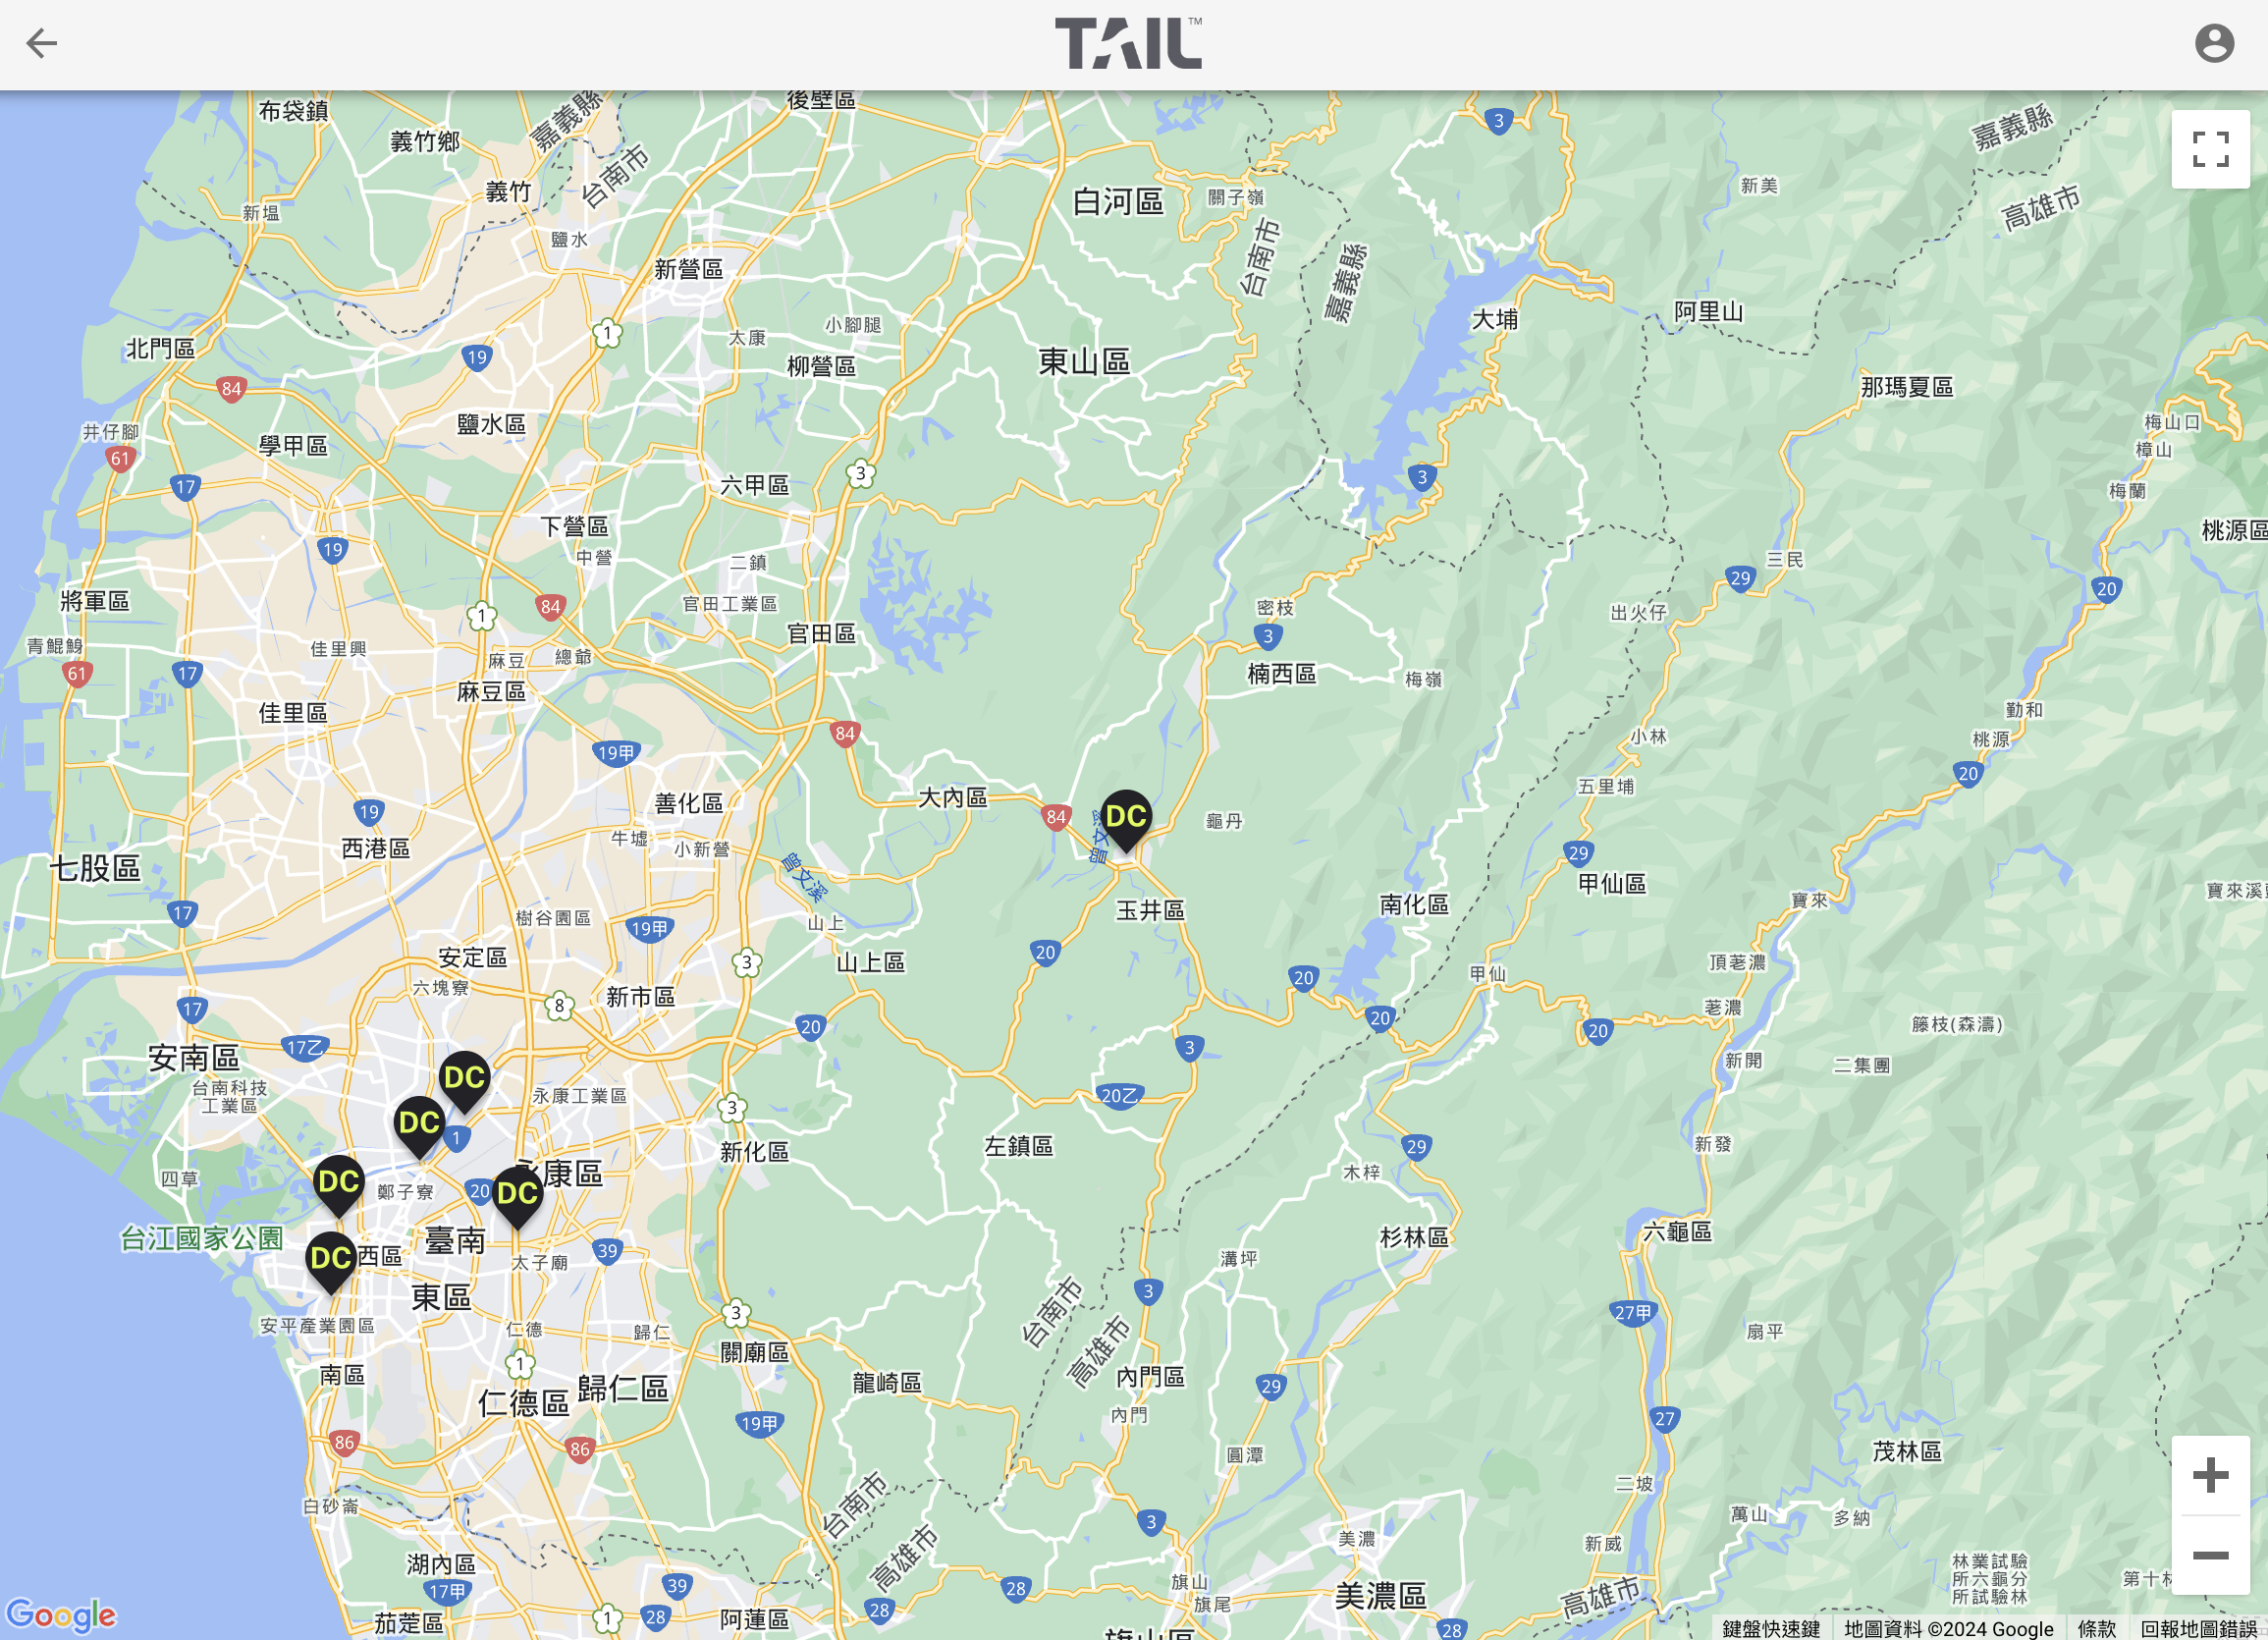 TAIL™
布袋鎮
後壁區
嘉義縣
3
嘉義縣
義竹鄉
台南市
義竹
白河區
關子嶺
新美
高雄市
新塭
鹽水
新營區
台南市
嘉義縣
1
太康
小腳腿
大埔
阿里山
北門區
19
柳營區
東山區
84
那瑪夏區
鹽水區
梅山口
井仔腳
學甲區
樟山
61
17
3
六甲區
3
梅蘭
下營區
桃源區
19
中營
二鎮
三民
29
20
將軍區
84
官田工業區
密枝
出火仔
1
官田區
3
青鯤鯓
佳里興
麻豆
總爺
61
17
麻豆區
楠西區
梅嶺
佳里區
勤和
84
小林
桃源
19甲
20
五里埔
大內區
善化區
84
DC
龜丹
19
牛墟
小新營
曾文溪
西港區
29
七股區
曾文溪
甲仙區
寶來
17
樹谷園區
19甲
山上
玉井區
南化區
安定區
3
山上區
20
頂荖濃
六塊寮
新市區
20
甲仙
17
8
20
荖濃
20
20
籐枝(森濤)
17乙
3
安南區
新開
二集團
台南科技
工業區
DC
永康工業區
20乙
DC
3
1
新化區
左鎮區
29
新發
四草
DC
鄭子寮
20
DC
康區
木梓
台江國家公園
臺南
杉林區
六龜區
DC
西區
太子廟
39
溝坪
東區
3
3
台南市
27甲
安平產業園區
仁德
歸仁
扇平
關廟區
高雄市
1
南區
內門區
仁德區
歸仁區
龍崎區
29
內門
27
86
86
19甲
圓潭
茂林區
白砂崙
台南市
二坡
3
萬山
多納
美濃
新威
湖內區
高雄市
林業試驗
所六龜分
所試驗林
17甲
39
28
旗山
美濃區
高雄市
第十林
Google
茄萣區
1
28
阿蓮區
28
旗尾
旗山區
28
鍵盤快速鍵
地圖資料 ©2024 Google
條款
回報地圖錯誤